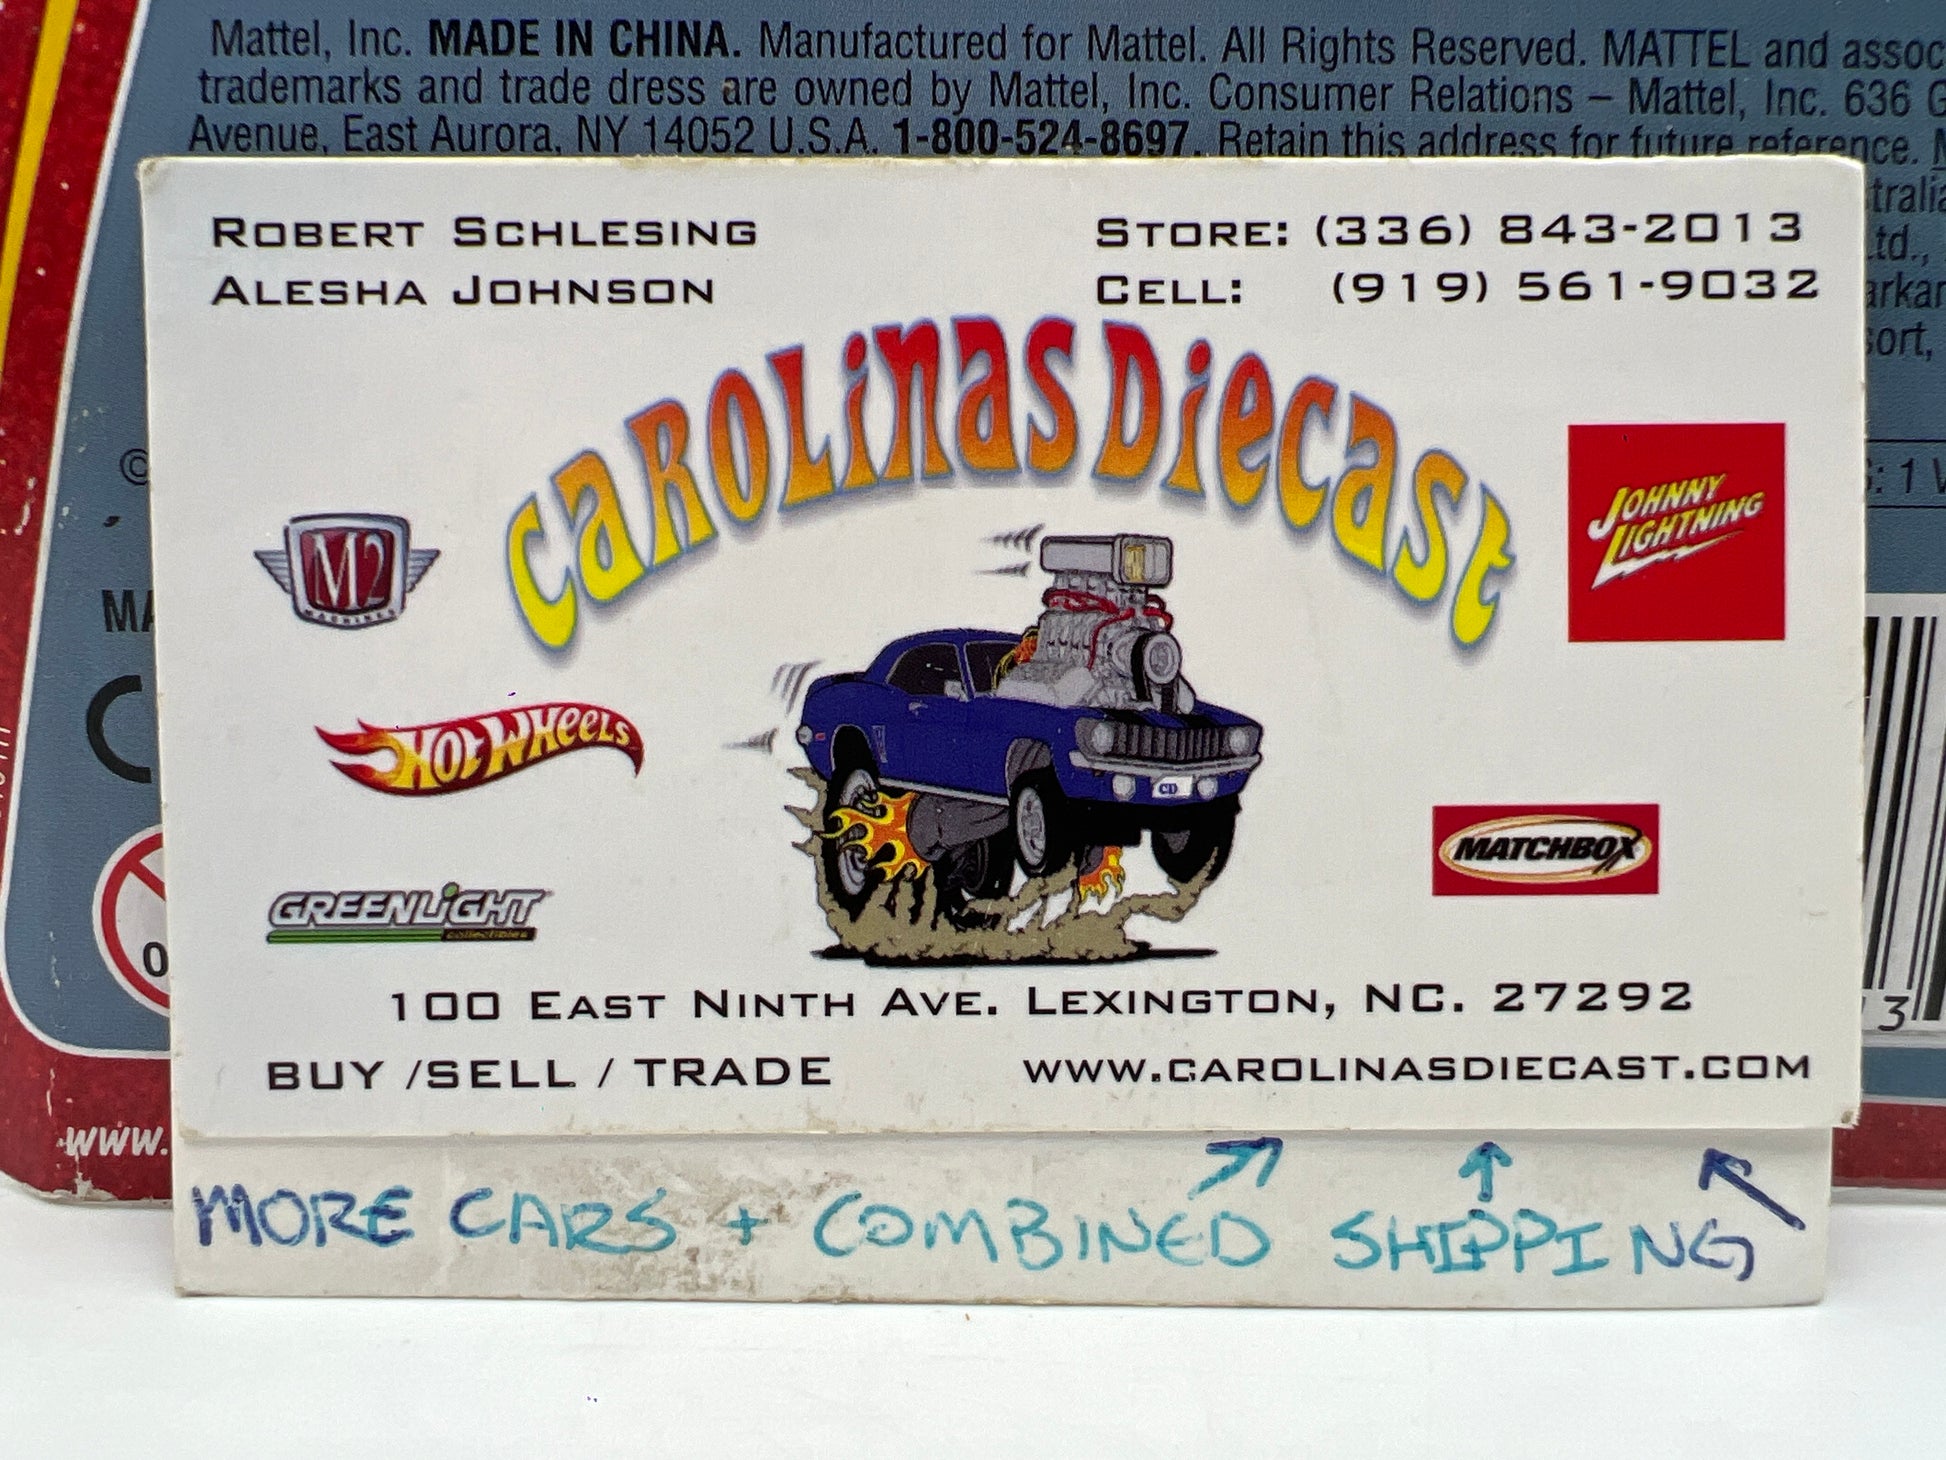 Mattel, Inc. MADE IN CHINA. Manufactured for Mattel. All Rights Reserved. MATTEL and
trademarks and trade dress are owned by Mattel, Inc. Consumer Relations – Mattel, Inc. 636
Avenue, East Aurora, NY 14052 U.S.A. 1-800-524-8697. Retain this address for future reference.
ROBERT SCHLESING
ALESHA JOHNSON
STORE: (336) 843-2013
CELL: (919) 561-9032
CAROLINAS DIECAST
JOHNNY
LIGHTNING
M2
MACHINES
HOT WHEELS
CD
MATCHBOX
GREENLIGHT
collectibles
100 EAST NINTH AVE. LEXINGTON, NC. 27292
BUY /SELL / TRADE
WWW.CAROLINASDIECAST.COM
www.
MORE CARS + COMBINED SHIPPING